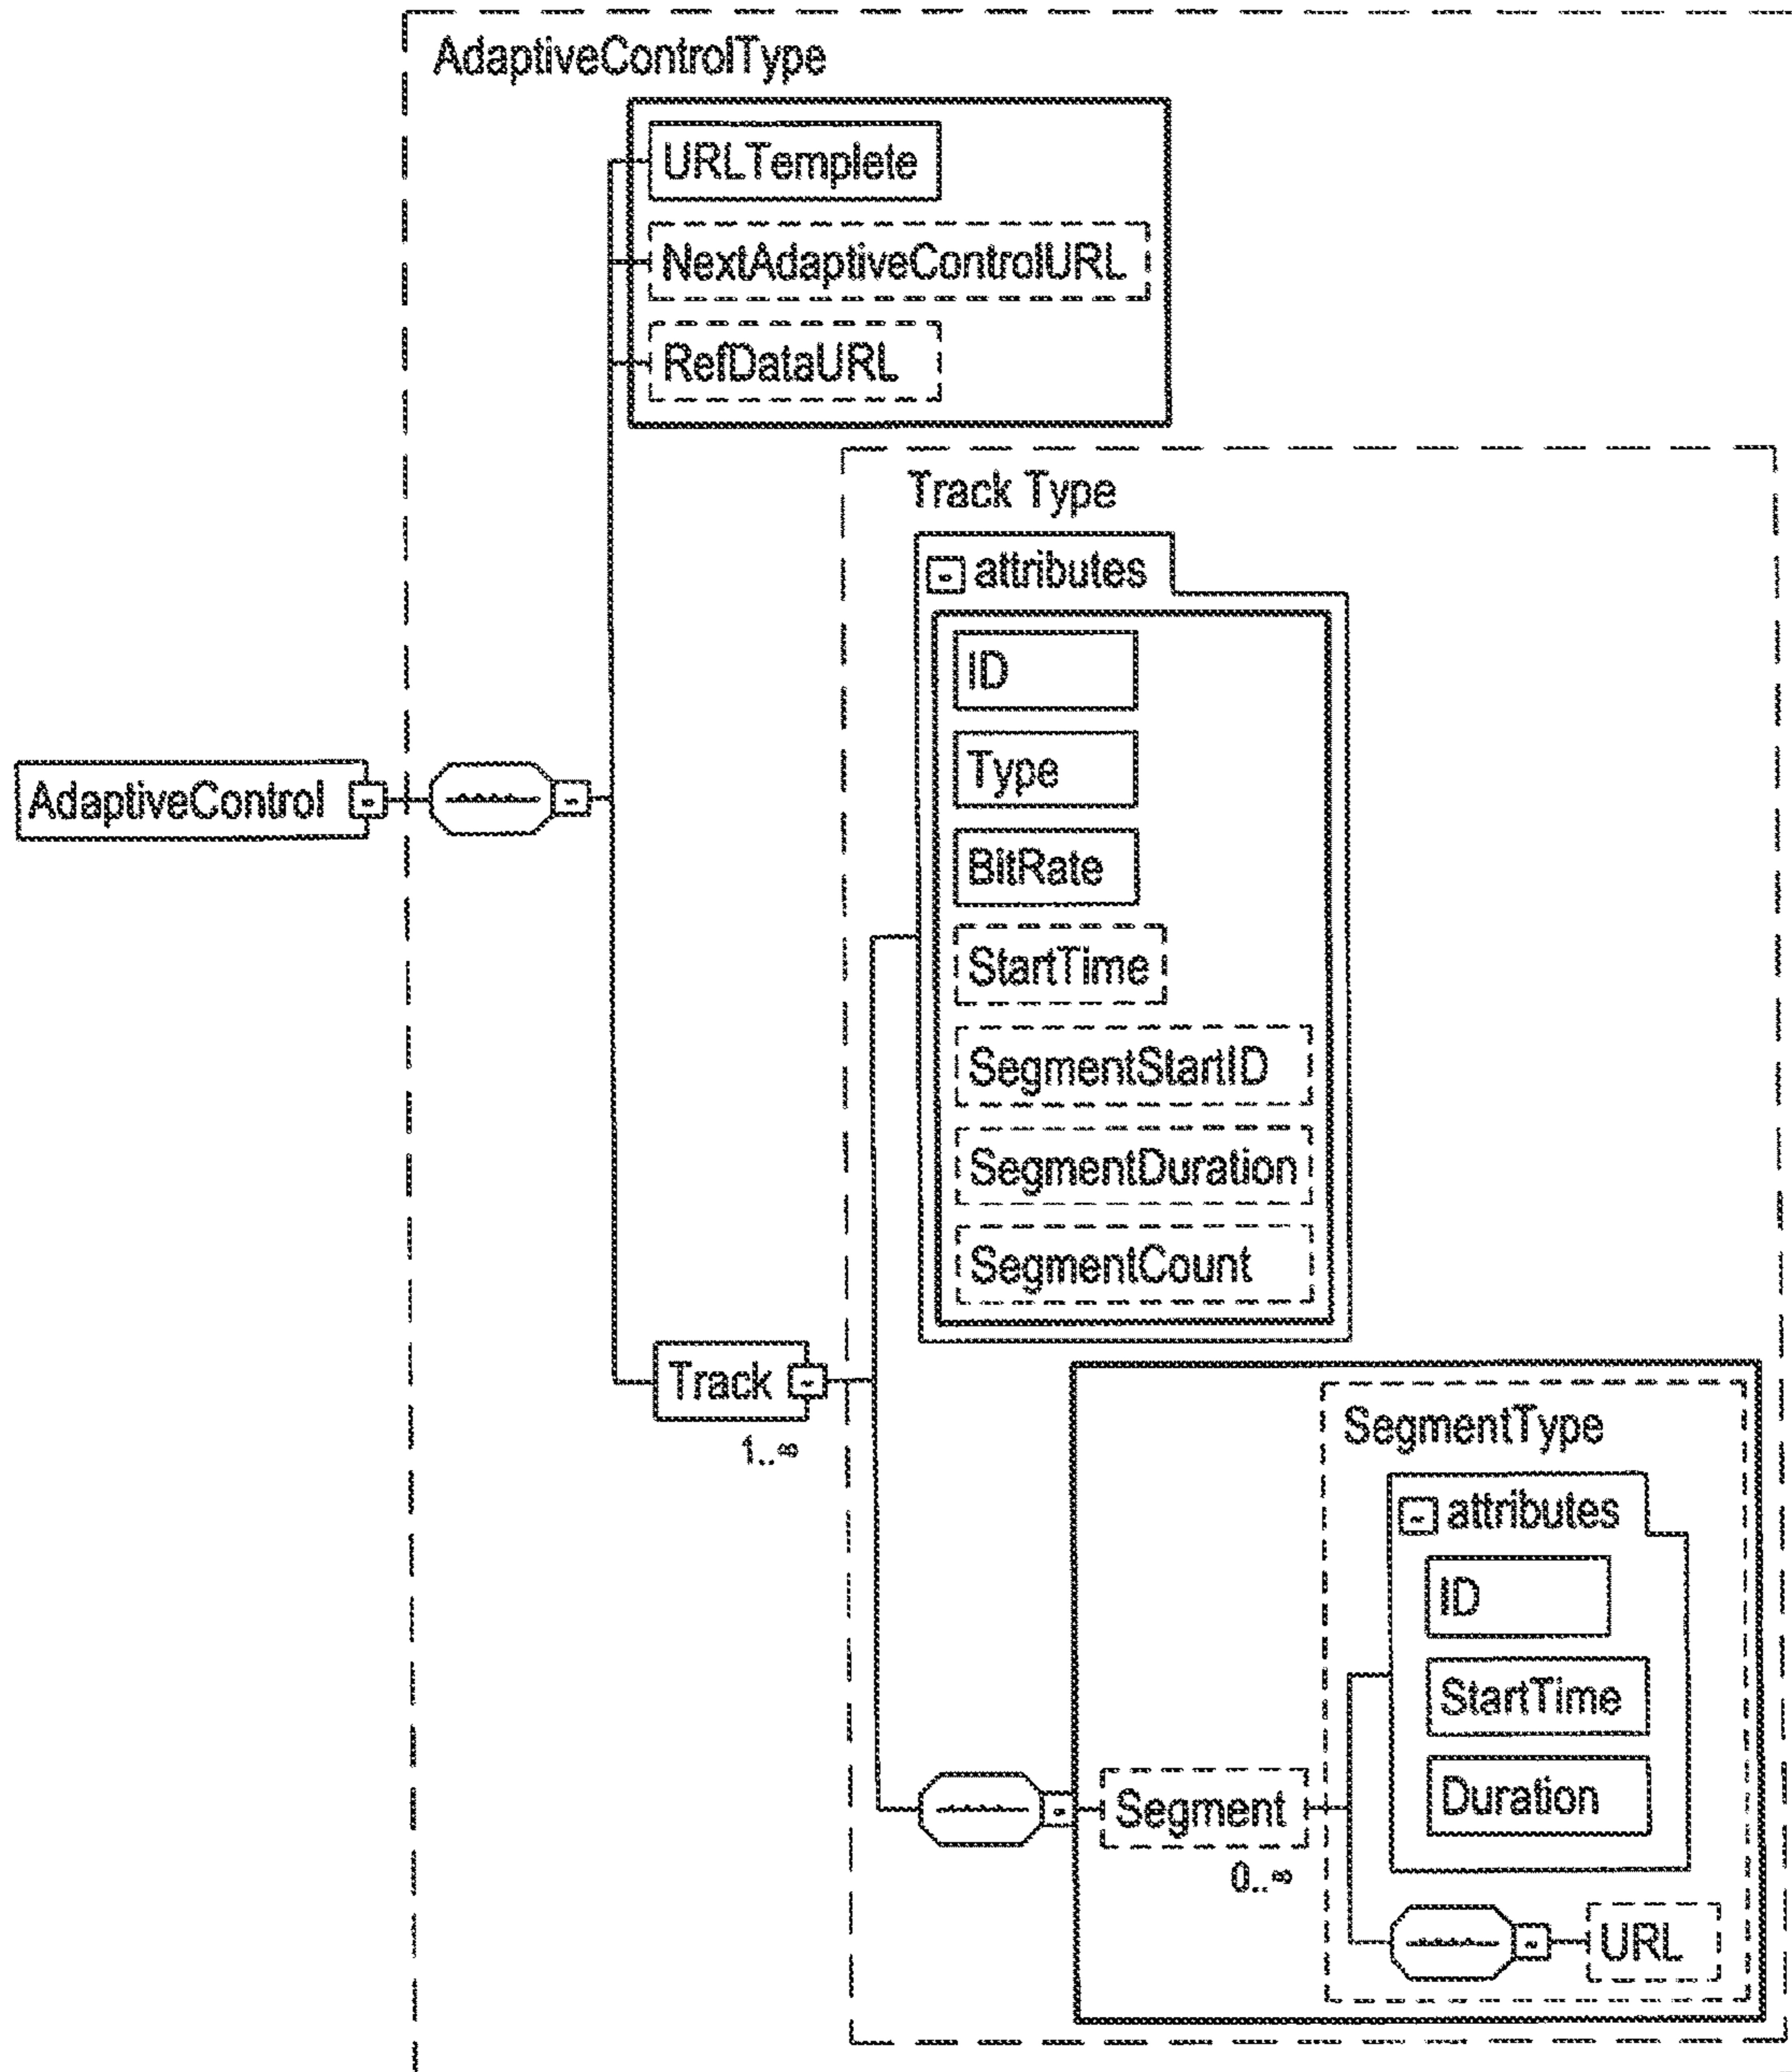 AdaptiveControlType
URLTemplete
NextAdaptiveControlURL
RefDataURL
Track Type
attributes
ID
Type
BitRate
AdaptiveControl
StartTime
SegmentStartID
SegmentDuration
SegmentCount
Track
1..∞
SegmentType
attributes
ID
StartTime
Duration
Segment
0..∞
URL